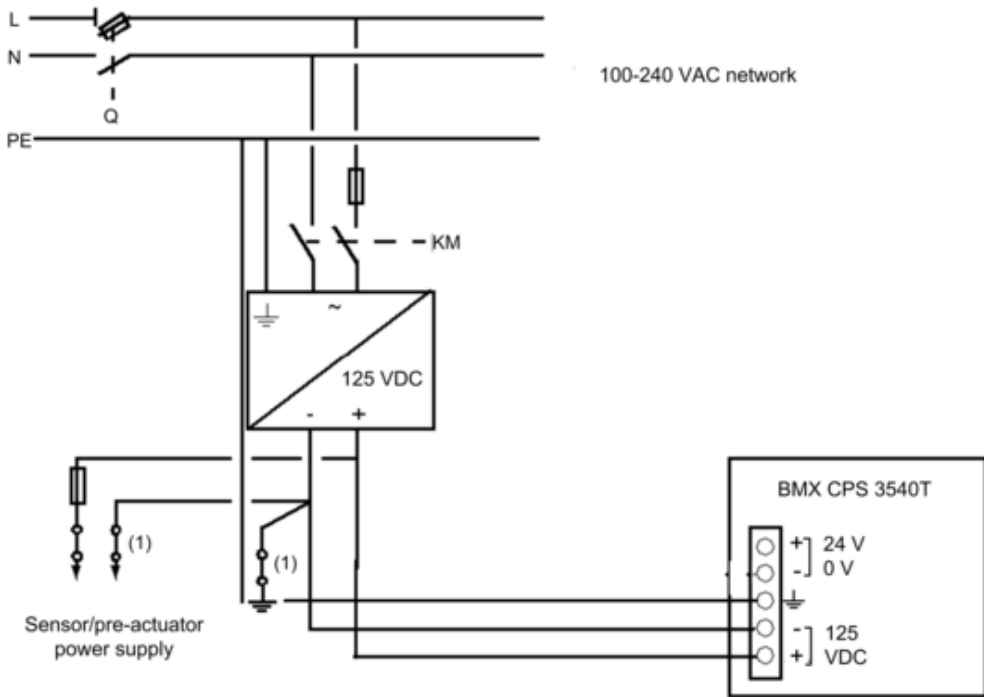 L
N
Q
PE
100-240 VAC network
KM
~
125 VDC
- +
(1)
(1)
Sensor/pre-actuator
power supply
BMX CPS 3540T
+ 24 V
- 0 V
- 125
+ VDC